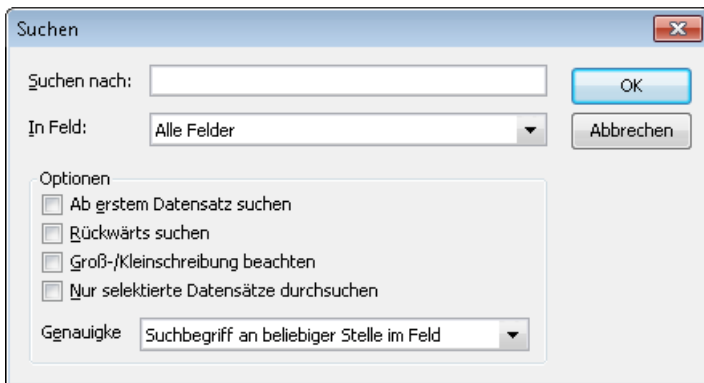 Suchen
Suchen nach:
OK
In Feld:
Alle Felder
Abbrechen
Optionen
Ab erstem Datensatz suchen
Rückwärts suchen
Groß-/Kleinschreibung beachten
Nur selektierte Datensätze durchsuchen
Genauigke
Suchbegriff an beliebiger Stelle im Feld